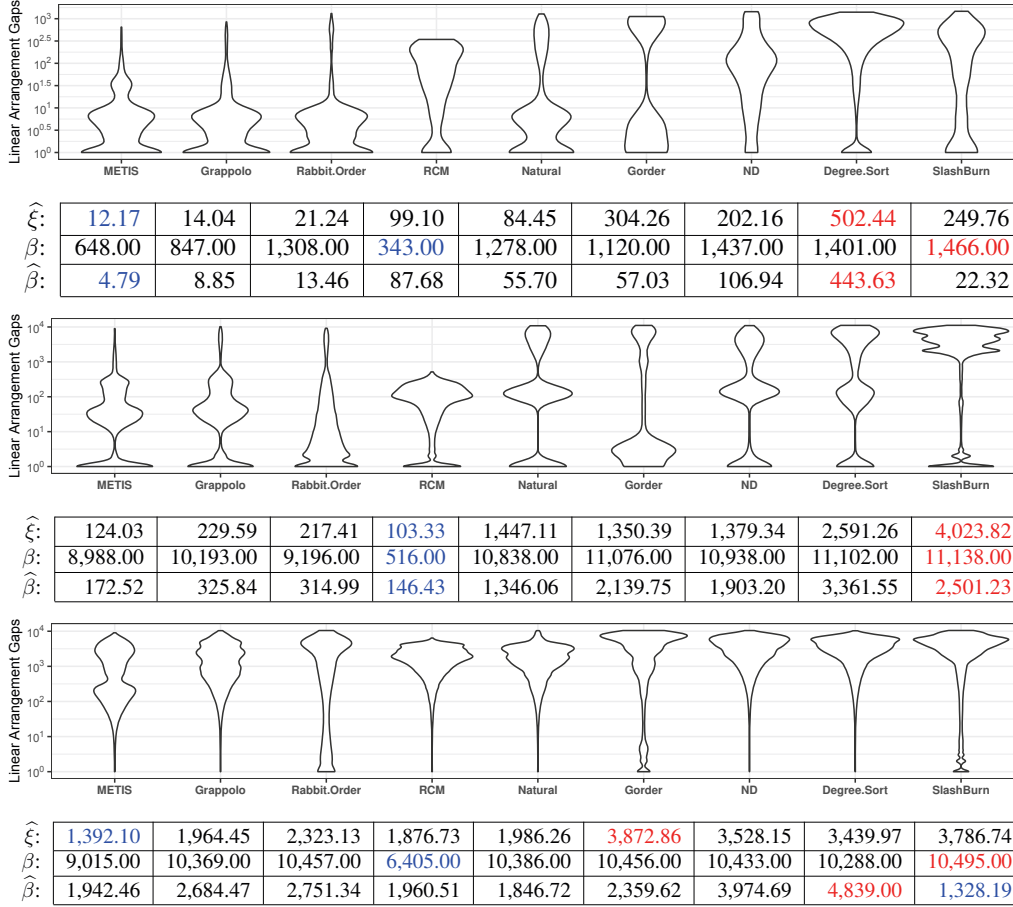 Linear Arrangement Gaps
10^3
10^2.5
10^2
10^1.5
10^1
10^0.5
10^0
METIS Grappolo Rabbit.Order RCM Natural Gorder ND Degree.Sort SlashBurn
ξ̂: 12.17 14.04 21.24 99.10 84.45 304.26 202.16 502.44 249.76
β: 648.00 847.00 1,308.00 343.00 1,278.00 1,120.00 1,437.00 1,401.00 1,466.00
β̂: 4.79 8.85 13.46 87.68 55.70 57.03 106.94 443.63 22.32
Linear Arrangement Gaps
10^4
10^3
10^2
10^1
10^0
METIS Grappolo Rabbit.Order RCM Natural Gorder ND Degree.Sort SlashBurn
ξ̂: 124.03 229.59 217.41 103.33 1,447.11 1,350.39 1,379.34 2,591.26 4,023.82
β: 8,988.00 10,193.00 9,196.00 516.00 10,838.00 11,076.00 10,938.00 11,102.00 11,138.00
β̂: 172.52 325.84 314.99 146.43 1,346.06 2,139.75 1,903.20 3,361.55 2,501.23
Linear Arrangement Gaps
10^4
10^3
10^2
10^1
10^0
METIS Grappolo Rabbit.Order RCM Natural Gorder ND Degree.Sort SlashBurn
ξ̂: 1,392.10 1,964.45 2,323.13 1,876.73 1,986.26 3,872.86 3,528.15 3,439.97 3,786.74
β: 9,015.00 10,369.00 10,457.00 6,405.00 10,386.00 10,456.00 10,433.00 10,288.00 10,495.00
β̂: 1,942.46 2,684.47 2,751.34 1,960.51 1,846.72 2,359.62 3,974.69 4,839.00 1,328.19